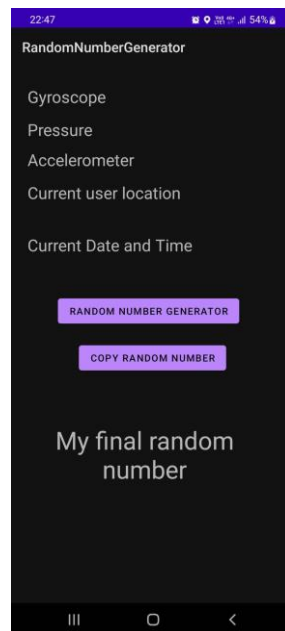 22:47 54%
RandomNumberGenerator
Gyroscope
Pressure
Accelerometer
Current user location
Current Date and Time
RANDOM NUMBER GENERATOR
COPY RANDOM NUMBER
My final random
number